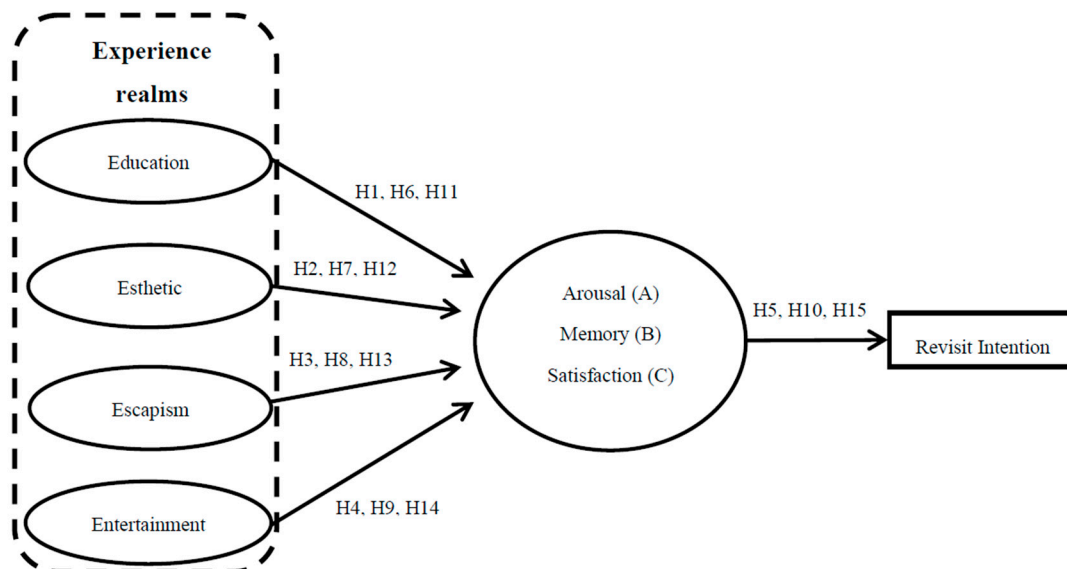 Experience
realms
Education
H1, H6, H11
Esthetic
H2, H7, H12
Arousal (A)
Memory (B)
Satisfaction (C)
H5, H10, H15
Revisit Intention
H3, H8, H13
Escapism
H4, H9, H14
Entertainment